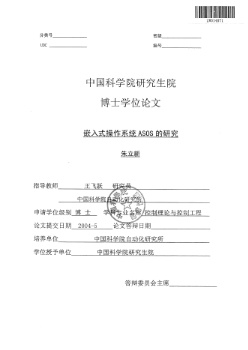 分类号
密级
UDC
编号
中国科学院研究生院
博士学位论文
嵌入式操作系统 ASOS 的研究
指导教师 王飞跃 研究员
中国科学院自动化研究所
申请学位级别 博 士 学科专业名称 控制理论与控制工程
论文提交日期 2004-5 论文答辩日期
培养单位 中国科学院自动化研究所
学位授予单位 中国科学院研究生院
答辩委员会主席